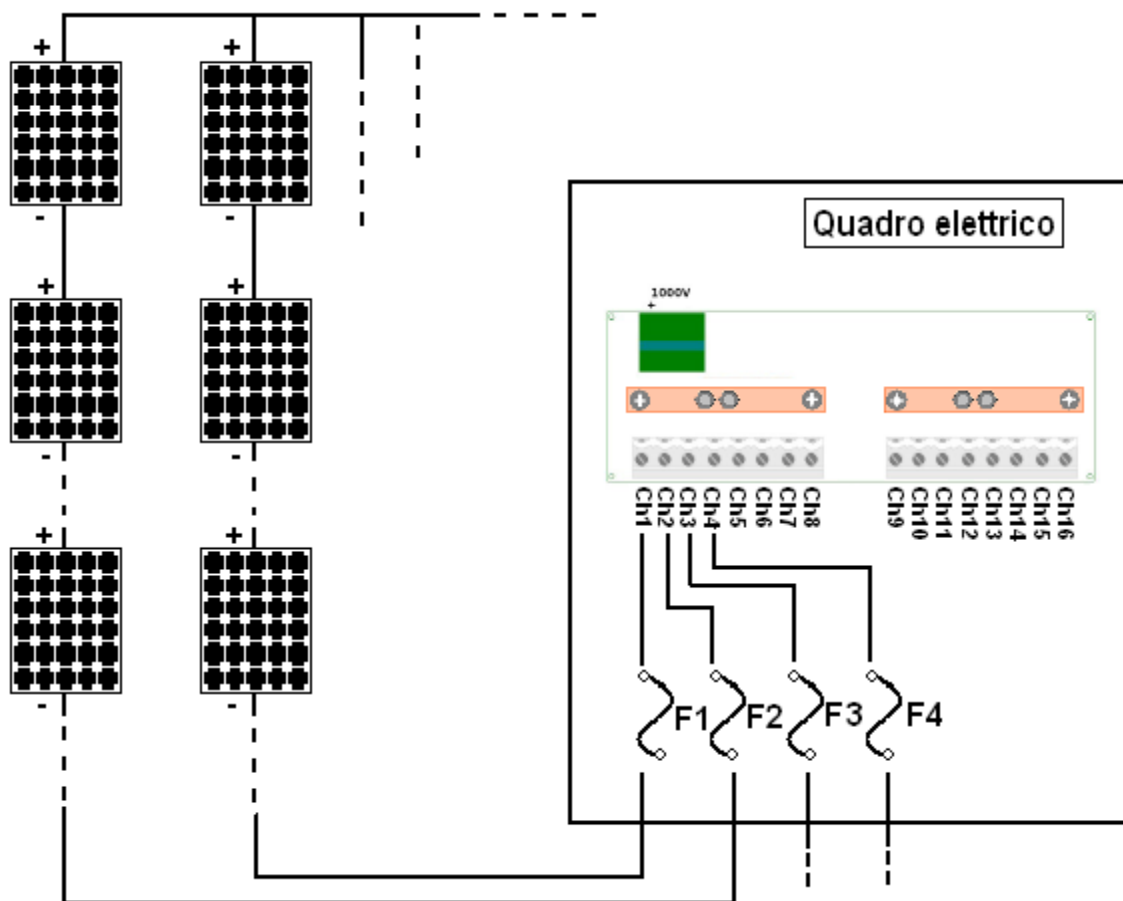 + +
- -
Quadro elettrico
+ +
1000V
+
- -
Ch1 Ch2 Ch3 Ch4 Ch5 Ch6 Ch7 Ch8 Ch9 Ch10 Ch11 Ch12 Ch13 Ch14 Ch15 Ch16
+ +
- -
F1 F2 F3 F4